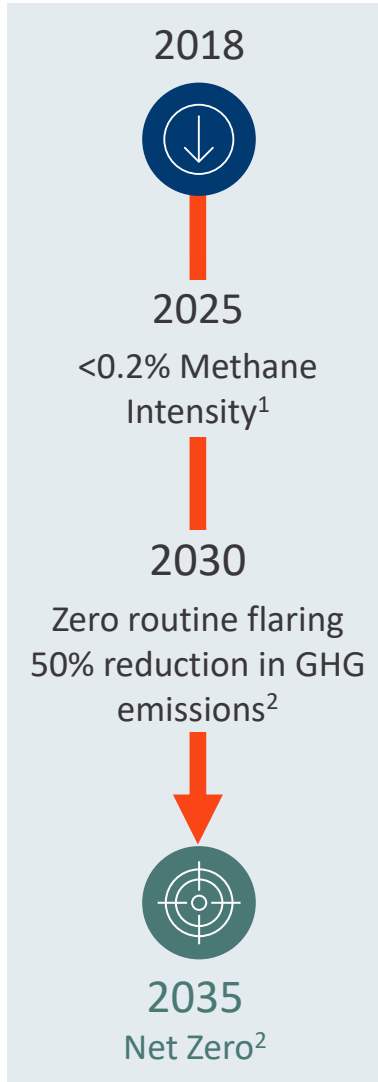 2018
2025
<0.2% Methane
Intensity¹
2030
Zero routine flaring
50% reduction in GHG
emissions²
2035
Net Zero²